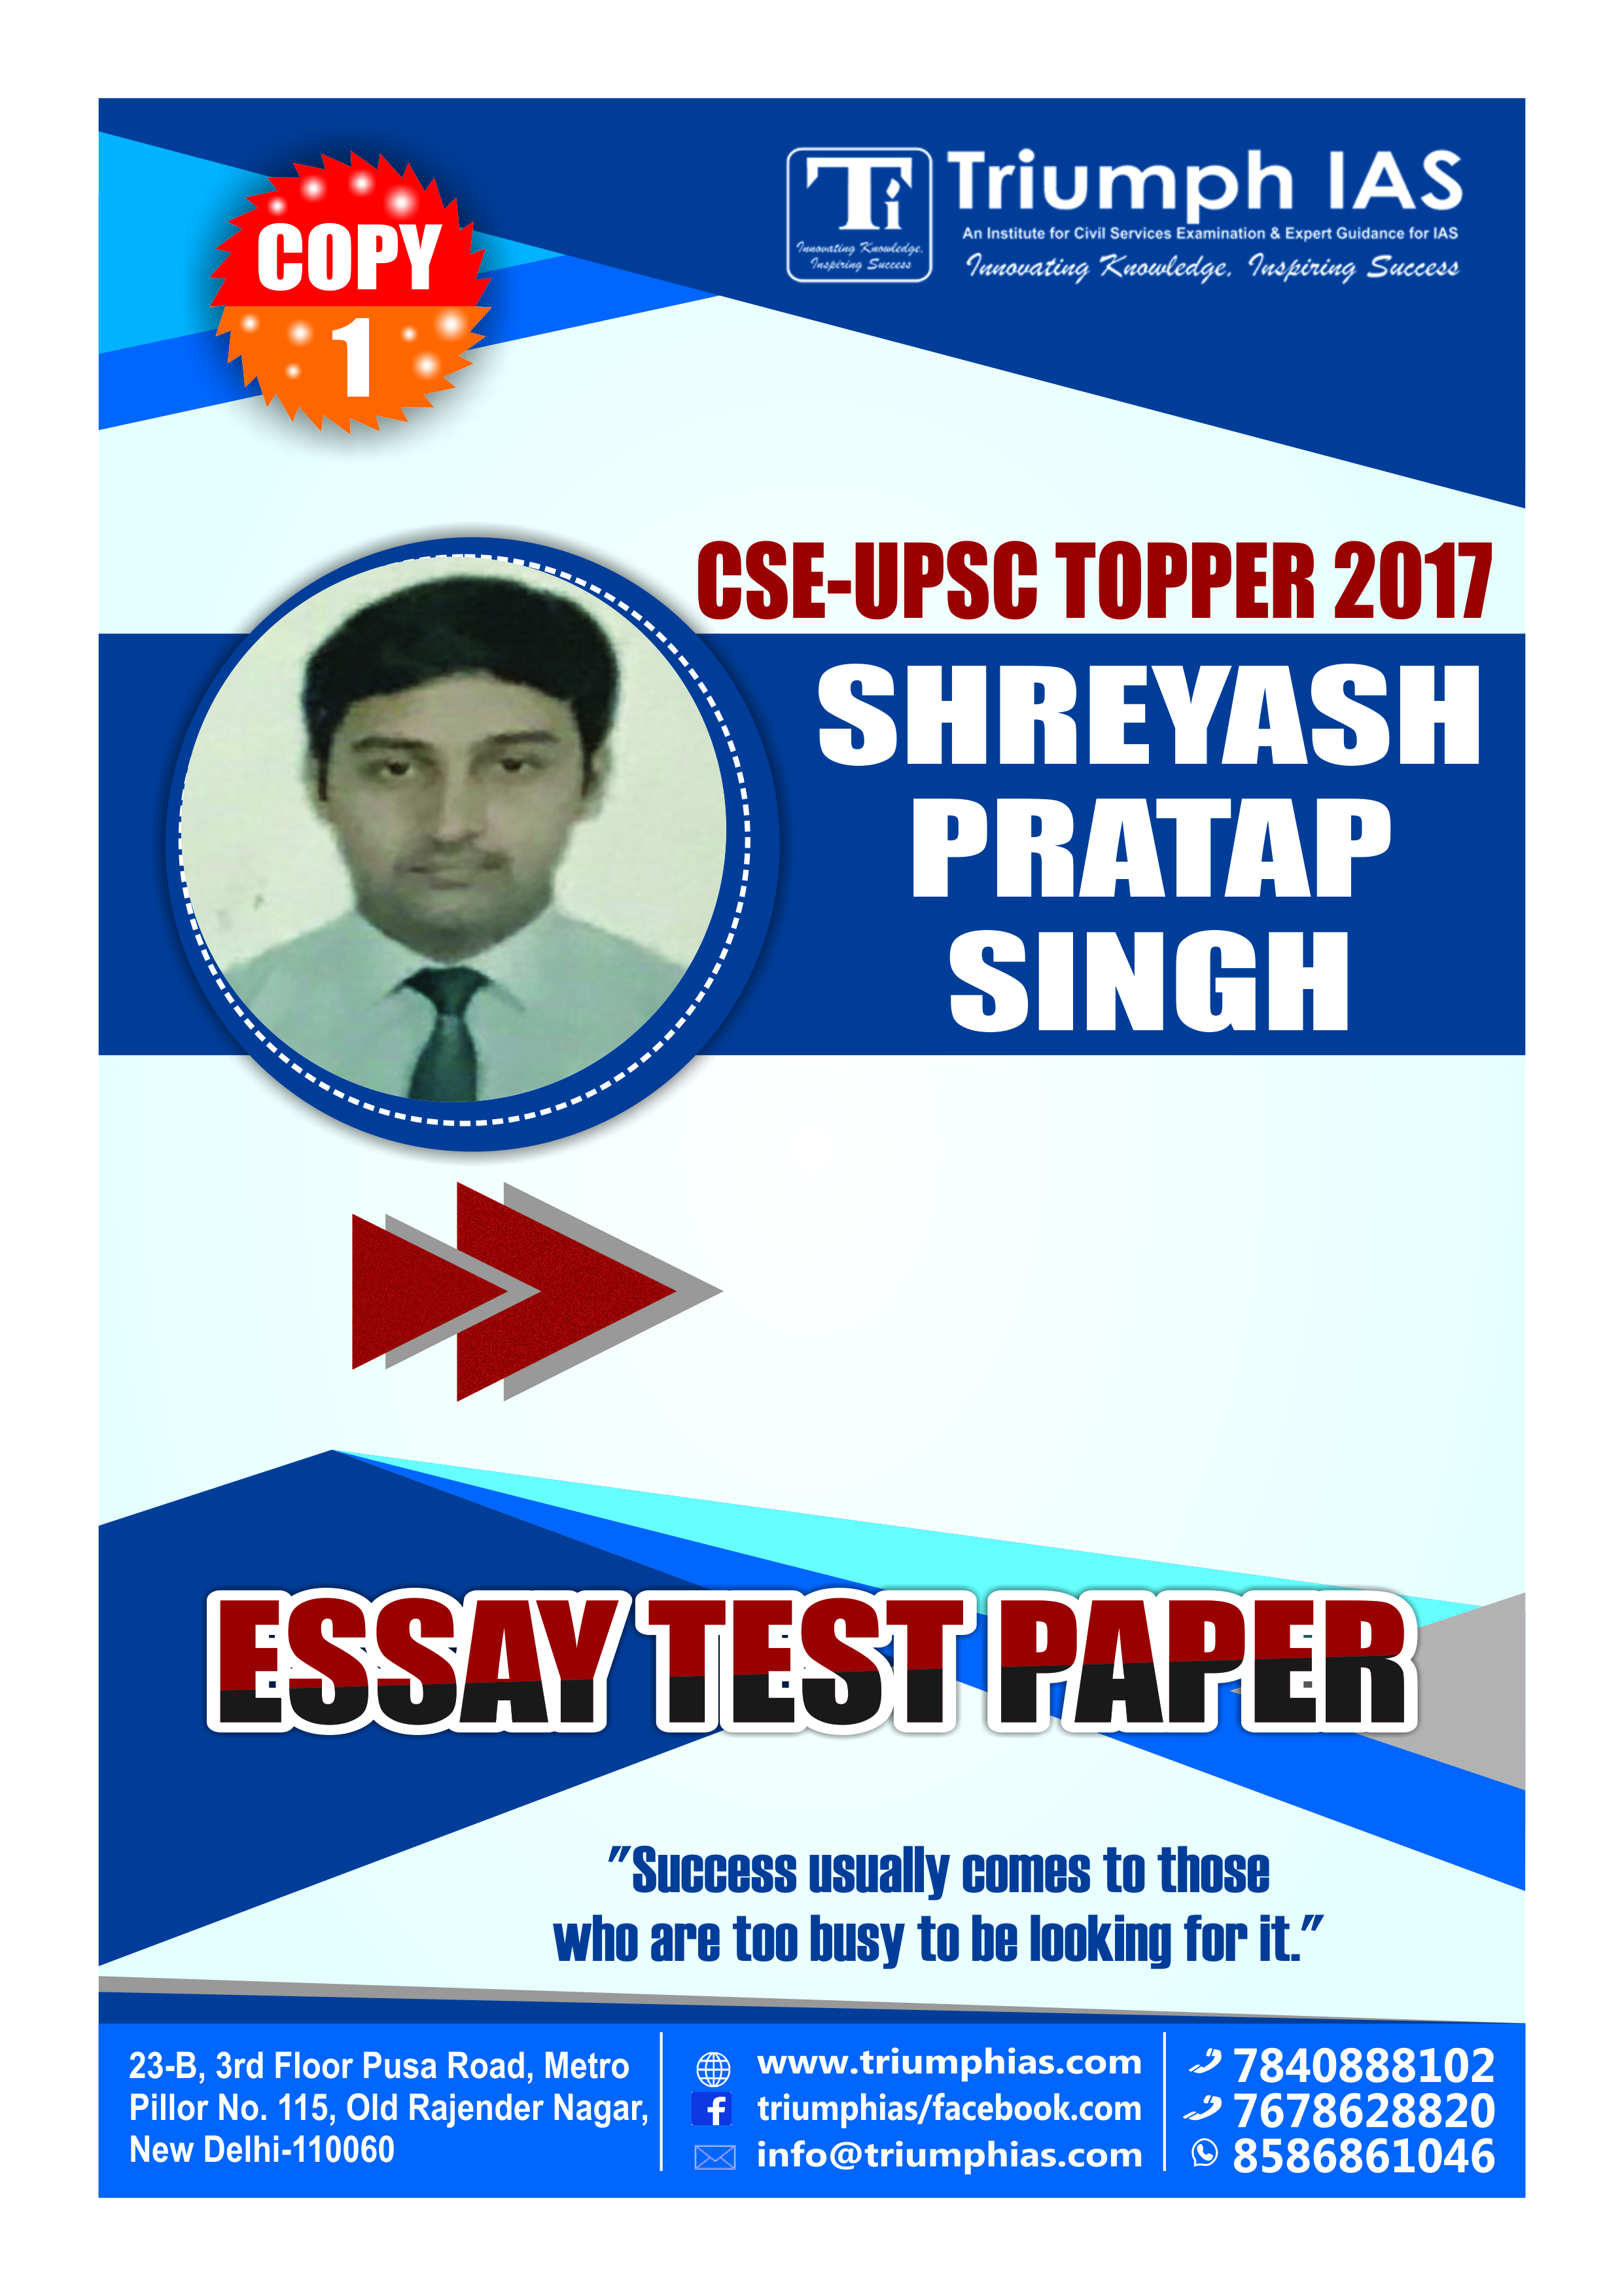 COPY
1
Ti
Innovating Knowledge,
Inspiring Success
Triumph IAS
An Institute for Civil Services Examination & Expert Guidance for IAS
Innovating Knowledge, Inspiring Success
CSE-UPSC TOPPER 2017
SHREYASH
PRATAP
SINGH
ESSAY TEST PAPER
"Success usually comes to those
who are too busy to be looking for it."
23-B, 3rd Floor Pusa Road, Metro
Pillor No. 115, Old Rajender Nagar,
New Delhi-110060
www.triumphias.com
triumphias/facebook.com
info@triumphias.com
7840888102
7678628820
8586861046